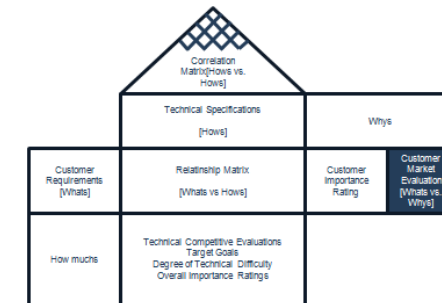 Correlation
Matrix[Hows vs.
Hows]
Technical Specifications
[Hows]
Whys
Customer
Requirements
[Whats]
Relatinship Matrix
[Whats vs Hows]
Customer
Importance
Rating
Customer
Market
Evaluation
[Whats vs.
Whys]
How muchs
Technical Competitive Evaluations
Target Goals
Degree of Technical Difficulty
Overall Importance Ratings